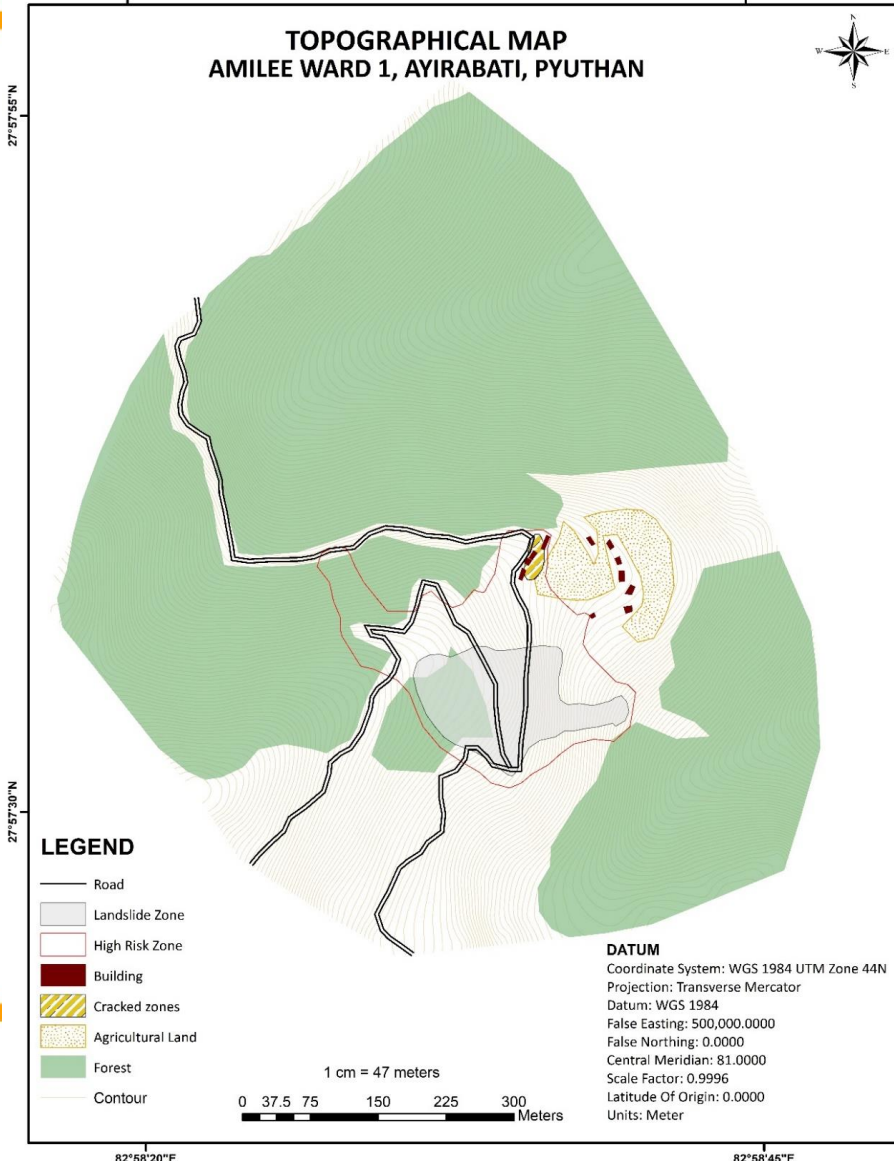 TOPOGRAPHICAL MAP
AMILEE WARD 1, AYIRABATI, PYUTHAN
N
W E
S
27°57'55"N
27°57'30"N
LEGEND
Road
Landslide Zone
High Risk Zone
Building
Cracked zones
Agricultural Land
Forest
Contour
1 cm = 47 meters
0 37.5 75 150 225 300
Meters
DATUM
Coordinate System: WGS 1984 UTM Zone 44N
Projection: Transverse Mercator
Datum: WGS 1984
False Easting: 500,000.0000
False Northing: 0.0000
Central Meridian: 81.0000
Scale Factor: 0.9996
Latitude Of Origin: 0.0000
Units: Meter
82°58'20"E
82°58'45"E